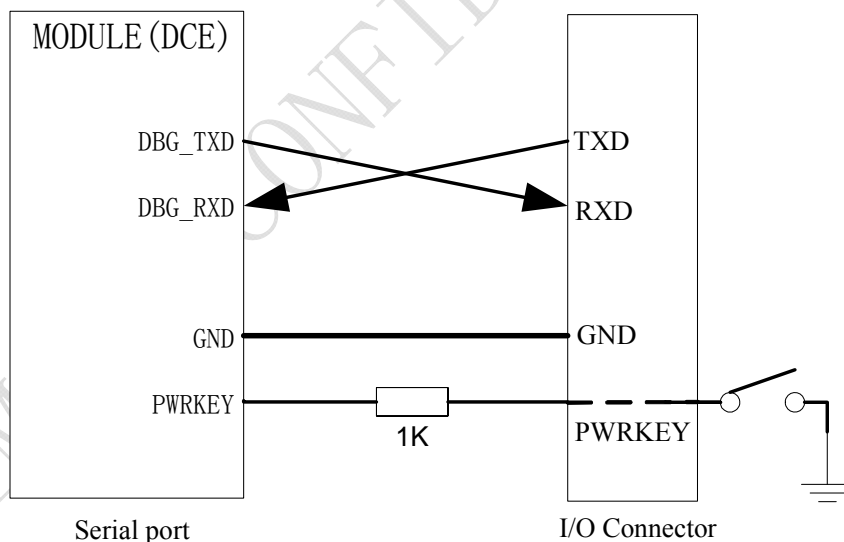 MODULE(DCE)
DBG_TXD
TXD
DBG_RXD
RXD
GND
GND
PWRKEY
1K
PWRKEY
Serial port
I/O Connector